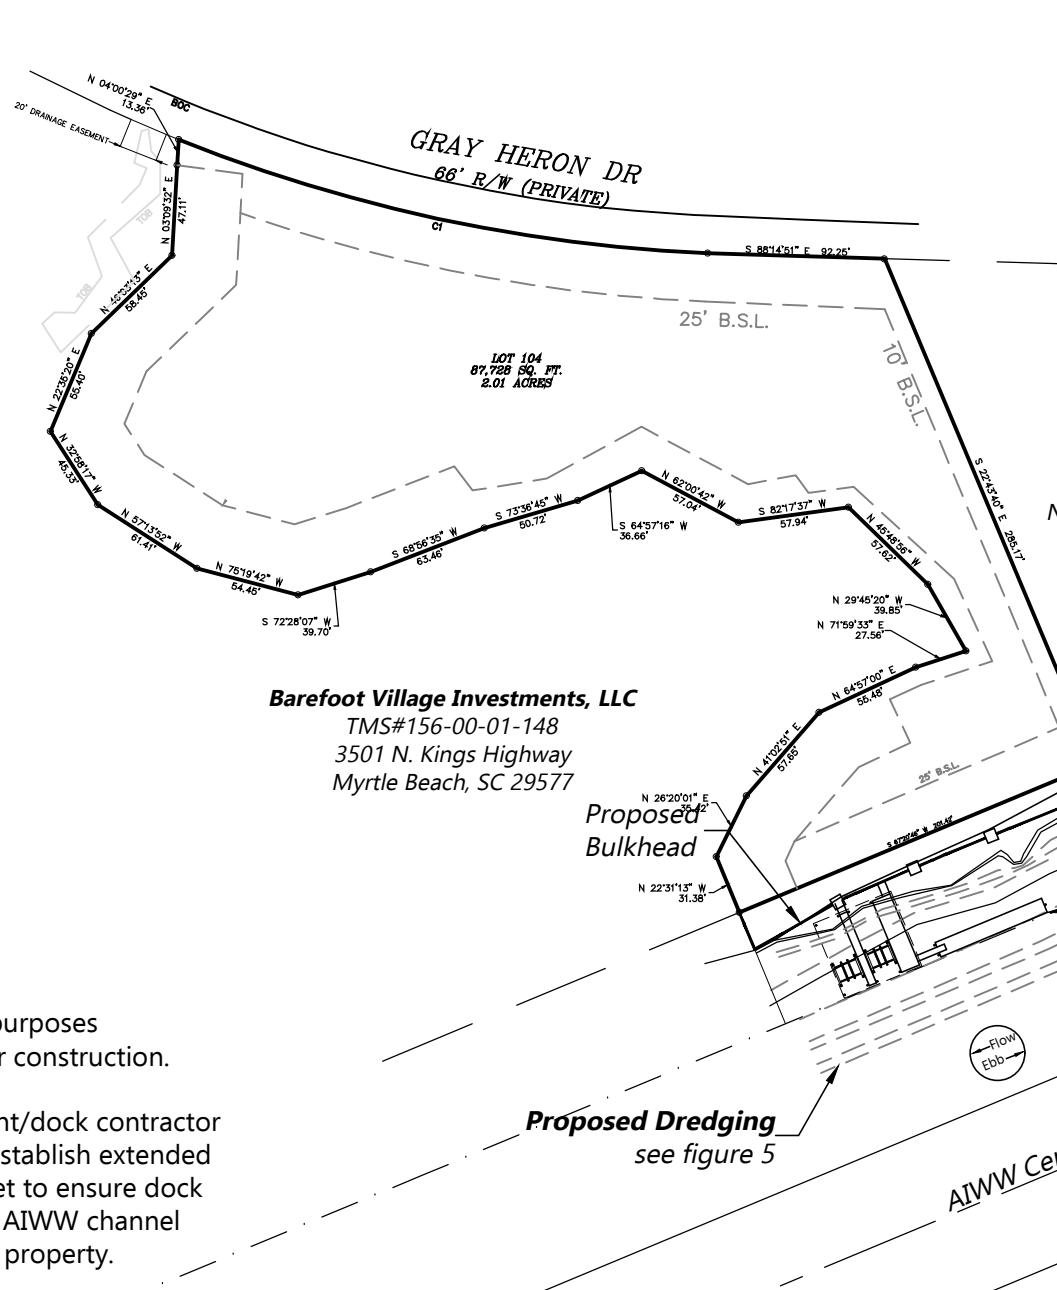 N 04°00'29" E
13.36'
BOC
20' DRAINAGE EASEMENT
GRAY HERON DR
66' R/W (PRIVATE)
C1
S 88°14'51" E 92.25'
N 03°09'32" E
47.11'
TOB
TOB
58.45'
25' B.S.L.
10' B.S.L.
LOT 104
87,728 SQ. FT.
2.01 ACRES
N 22°36'20" E
55.40'
N 32°58'17" W
45.33'
N 57°13'52" W
61.41'
N 75°19'42" W
54.45'
S 72°28'07" W
39.70'
S 68°56'35" W
63.46'
S 73°36'45" W
50.72'
S 64°57'16" W
36.66'
N 62°00'42" W
57.04'
S 82°17'37" W
57.94'
N 45°48'56" W
57.62'
S 22°43'40" E 285.17'
N
N 29°45'20" W
39.85'
N 71°59'33" E
27.56'
N 64°57'00" E
55.48'
N 41°02'51" E
57.65'
N 26°20'01" E
35.42'
N 22°31'13" W
31.38'
25' B.S.L.
S 67°20'46" W 201.42'
Barefoot Village Investments, LLC
TMS#156-00-01-148
3501 N. Kings Highway
Myrtle Beach, SC 29577
Proposed
Bulkhead
Flow
Ebb
Proposed Dredging
see figure 5
AIWW Cen
purposes
r construction.
nt/dock contractor
stablish extended
et to ensure dock
AIWW channel
property.